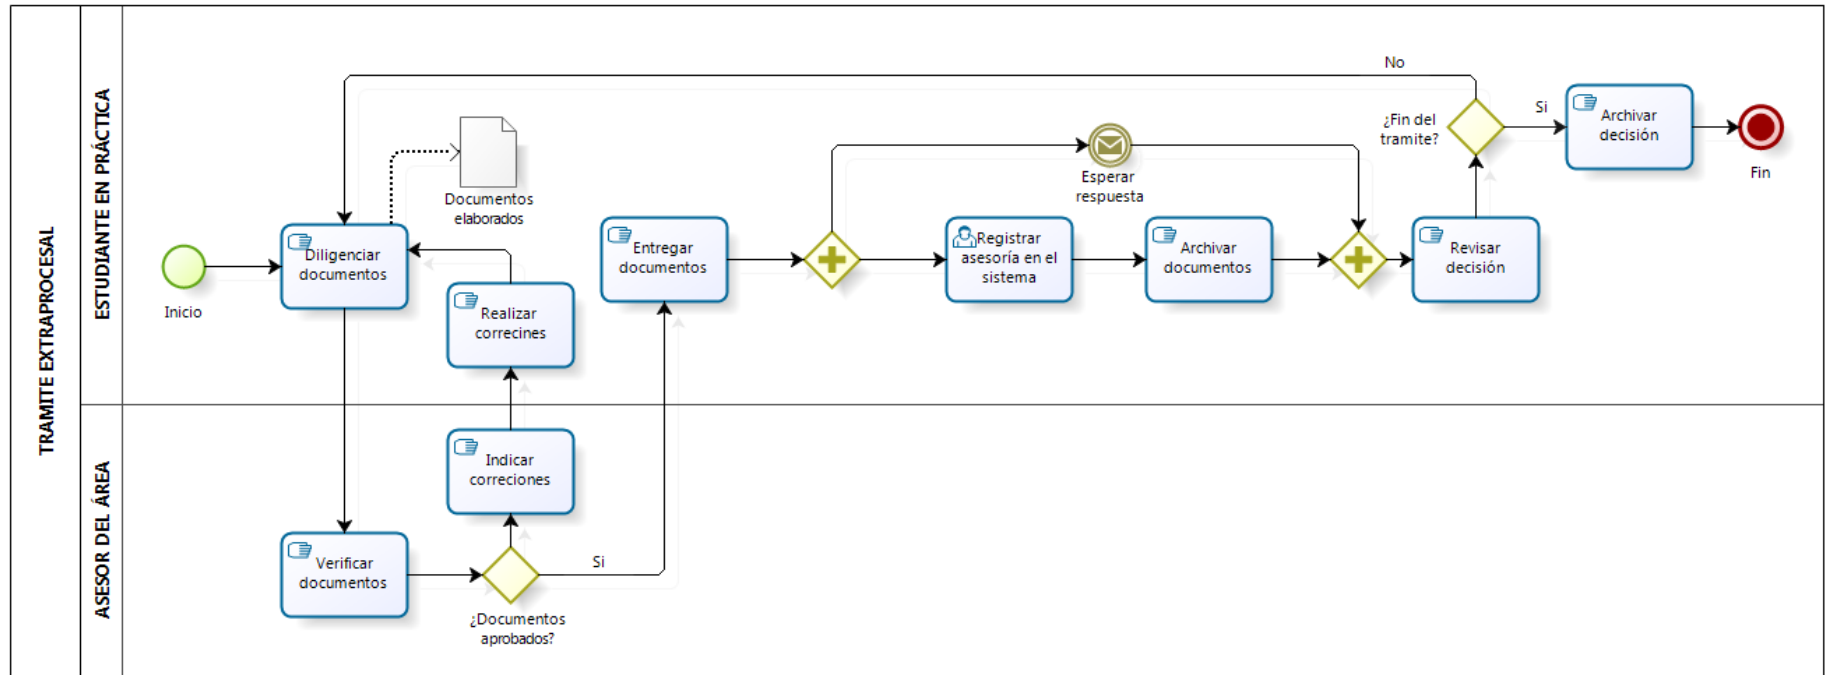 TRAMITE EXTRAPROCESAL
ESTUDIANTE EN PRÁCTICA
Inicio
Diligenciar
documentos
Documentos
elaborados
Realizar
correcines
Entregar
documentos
Esperar
respuesta
Registrar
asesoría en el
sistema
Archivar
documentos
Revisar
decisión
¿Fin del
tramite?
No
Si
Archivar
decisión
Fin
ASESOR DEL ÁREA
Verificar
documentos
¿Documentos
aprobados?
Indicar
correciones
Si